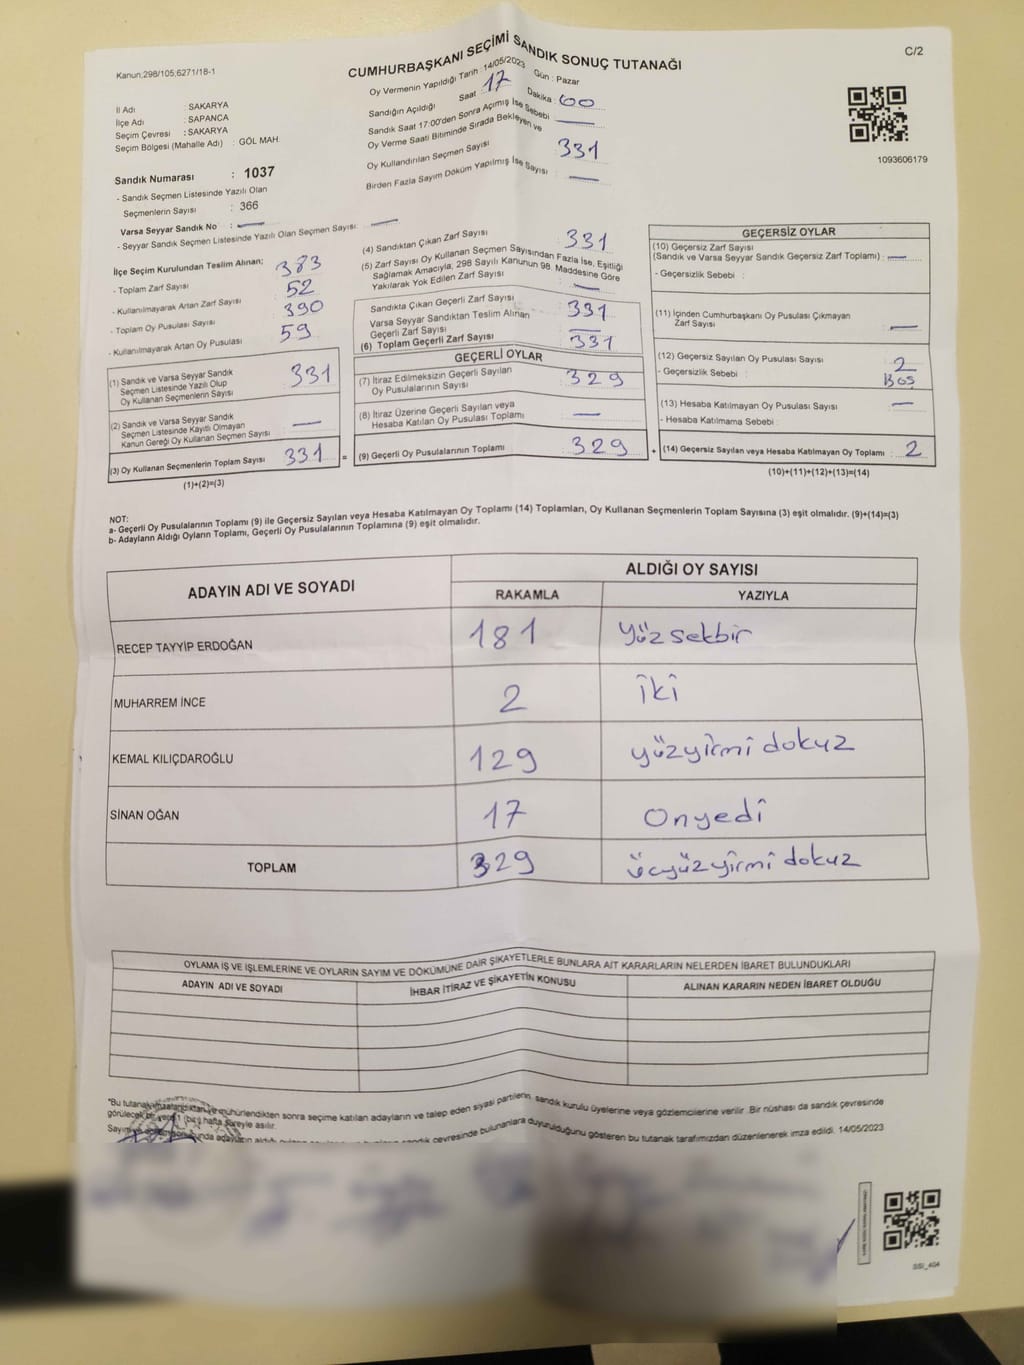 Kanun;298/105;6271/18-1
C/2
CUMHURBAŞKANI SEÇİMİ SANDIK SONUÇ TUTANAĞI
Oy Vermenin Yapıldığı Tarih : 14/05/2023 Gün : Pazar
Sandığın Açıldığı Saat 17 Dakika : 00
Sandık Saat 17:00'den Sonra Açımış İse Sebebi
Oy Verme Saati Bitiminde Sırada Bekleyen ve
Oy Kullandırılan Seçmen Sayısı 331
Birden Fazla Sayım Döküm Yapılmış İse Sayısı
İl Adı : SAKARYA
İlçe Adı : SAPANCA
Seçim Çevresi : SAKARYA
Seçim Bölgesi (Mahalle Adı) : GÖL MAH.
1093606179
Sandık Numarası : 1037
- Sandık Seçmen Listesinde Yazılı Olan
Seçmenlerin Sayısı : 366
Varsa Seyyar Sandık No :
- Seyyar Sandık Seçmen Listesinde Yazılı Olan Seçmen Sayısı:
İlçe Seçim Kurulundan Teslim Alınan;
- Toplam Zarf Sayısı 383
- Kullanılmayarak Artan Zarf Sayısı 52
- Toplam Oy Pusulası Sayısı 390
- Kullanılmayarak Artan Oy Pusulası 59
(1) Sandık ve Varsa Seyyar Sandık
Seçmen Listesinde Yazılı Olup
Oy Kullanan Seçmenlerin Sayısı 331
(2) Sandık ve Varsa Seyyar Sandık
Seçmen Listesinde Kayıtlı Olmayan
Kanun Gereği Oy Kullanan Seçmen Sayısı
(3) Oy Kullanan Seçmenlerin Toplam Sayısı 331 =
(1)+(2)=(3)
(4) Sandıktan Çıkan Zarf Sayısı 331
(5) Zarf Sayısı Oy Kullanan Seçmen Sayısından Fazla İse, Eşitliği
Sağlamak Amacıyla; 298 Sayılı Kanunun 98. Maddesine Göre
Yakılarak Yok Edilen Zarf Sayısı
Sandıkta Çıkan Geçerli Zarf Sayısı 331
Varsa Seyyar Sandıktan Teslim Alınan
Geçerli Zarf Sayısı
(6) Toplam Geçerli Zarf Sayısı 331
GEÇERLİ OYLAR
(7) İtiraz Edilmeksizin Geçerli Sayılan
Oy Pusulalarının Sayısı 329
(8) İtiraz Üzerine Geçerli Sayılan veya
Hesaba Katılan Oy Pusulası Toplamı
(9) Geçerli Oy Pusulalarının Toplamı 329 +
GEÇERSİZ OYLAR
(10) Geçersiz Zarf Sayısı
(Sandık ve Varsa Seyyar Sandık Geçersiz Zarf Toplamı) :
- Geçersizlik Sebebi :
(11) İçinden Cumhurbaşkanı Oy Pusulası Çıkmayan
Zarf Sayısı
(12) Geçersiz Sayılan Oy Pusulası Sayısı 2
- Geçersizlik Sebebi : BOŞ
(13) Hesaba Katılmayan Oy Pusulası Sayısı
- Hesaba Katılmama Sebebi :
(14) Geçersiz Sayılan veya Hesaba Katılmayan Oy Toplamı : 2
(10)+(11)+(12)+(13)=(14)
NOT:
a- Geçerli Oy Pusulalarının Toplamı (9) ile Geçersiz Sayılan veya Hesaba Katılmayan Oy Toplamı (14) Toplamları, Oy Kullanan Seçmenlerin Toplam Sayısına (3) eşit olmalıdır. (9)+(14)=(3)
b- Adayların Aldığı Oyların Toplamı, Geçerli Oy Pusulalarının Toplamına (9) eşit olmalıdır.
ADAYIN ADI VE SOYADI ALDIĞI OY SAYISI
RAKAMLA YAZIYLA
RECEP TAYYİP ERDOĞAN 181 yüzsekbir
MUHARREM İNCE 2 iki
KEMAL KILIÇDAROĞLU 129 yüzyirmi dokuz
SİNAN OĞAN 17 Onyedi
TOPLAM 329 üçyüzyirmi dokuz
OYLAMA İŞ VE İŞLEMLERİNE VE OYLARIN SAYIM VE DÖKÜMÜNE DAİR ŞİKAYETLERLE BUNLARA AİT KARARLARIN NELERDEN İBARET BULUNDUKLARI
ADAYIN ADI VE SOYADI İHBAR İTİRAZ VE ŞİKAYETİN KONUSU ALINAN KARARIN NEDEN İBARET OLDUĞU
"Bu tutanak mühürlendikten sonra seçime katılan adayların ve talep eden siyasi partilerin, sandık kurulu üyelerine veya gözlemcilerine verilir .Bir nüshası da sandık çevresinde
görülecek bir yere 1 (bir) hafta süreyle asılır.
sandık çevresinde bulunanlara duyurulduğunu gösteren bu tutanak tarafımızdan düzenlenerek imza edildi. 14/05/2023
SSI_404